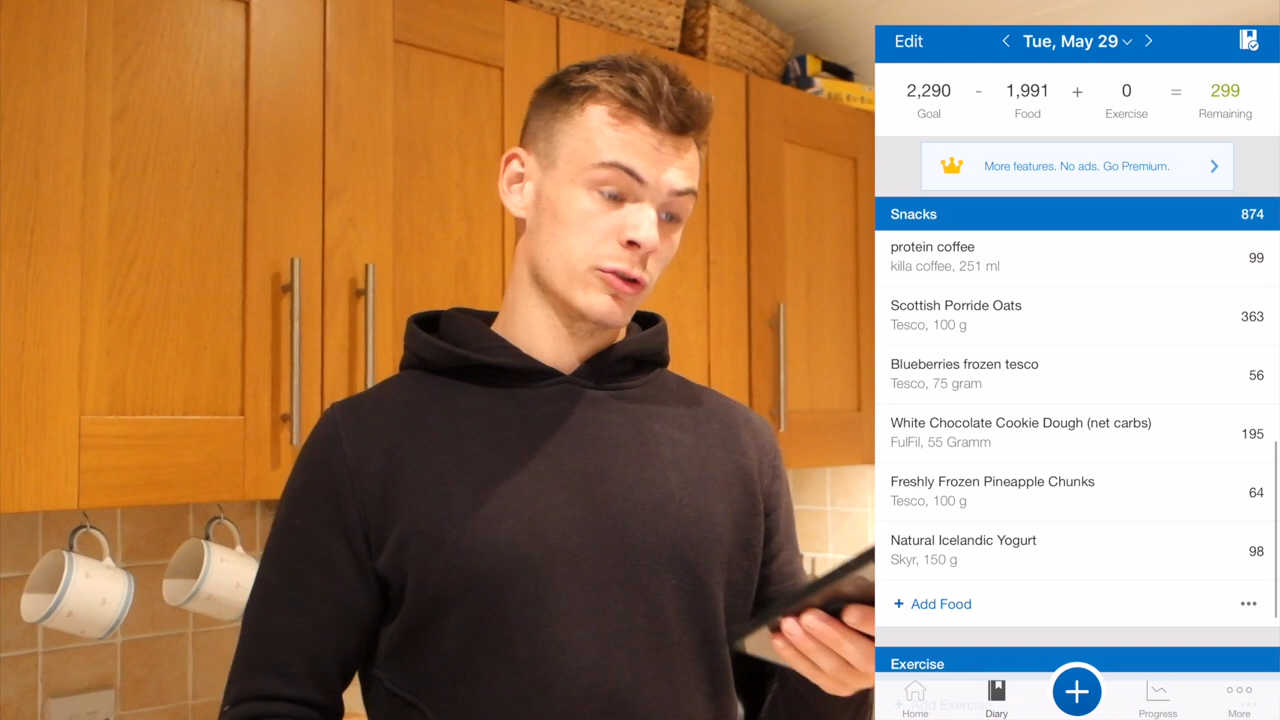 Edit
Tue, May 29
2,290 - 1,991 + 0 = 299
Goal Food Exercise Remaining
More features. No ads. Go Premium.
Snacks 874
protein coffee
killa coffee, 251 ml
99
Scottish Porride Oats
Tesco, 100 g
363
Blueberries frozen tesco
Tesco, 75 gram
56
White Chocolate Cookie Dough (net carbs)
FulFil, 55 Gramm
195
Freshly Frozen Pineapple Chunks
Tesco, 100 g
64
Natural Icelandic Yogurt
Skyr, 150 g
98
+ Add Food
Exercise
+ Add Exercise
Home Diary Progress More